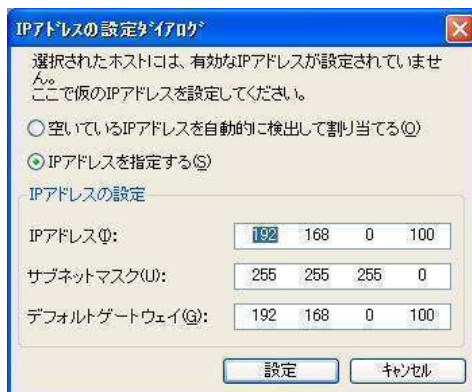 IPｱﾄﾞﾚｽの設定ﾀﾞｲｱﾛｸﾞ
選択されたホストには、有効なIPアドレスが設定されていませ
ん。
ここで仮のIPアドレスを設定してください。
空いているIPアドレスを自動的に検出して割り当てる(O)
IPアドレスを指定する(S)
IPアドレスの設定
IPアドレス(I): 192 168 0 100
サブネットマスク(U): 255 255 255 0
デフォルトゲートウェイ(G): 192 168 0 100
設定 ｷｬﾝｾﾙ